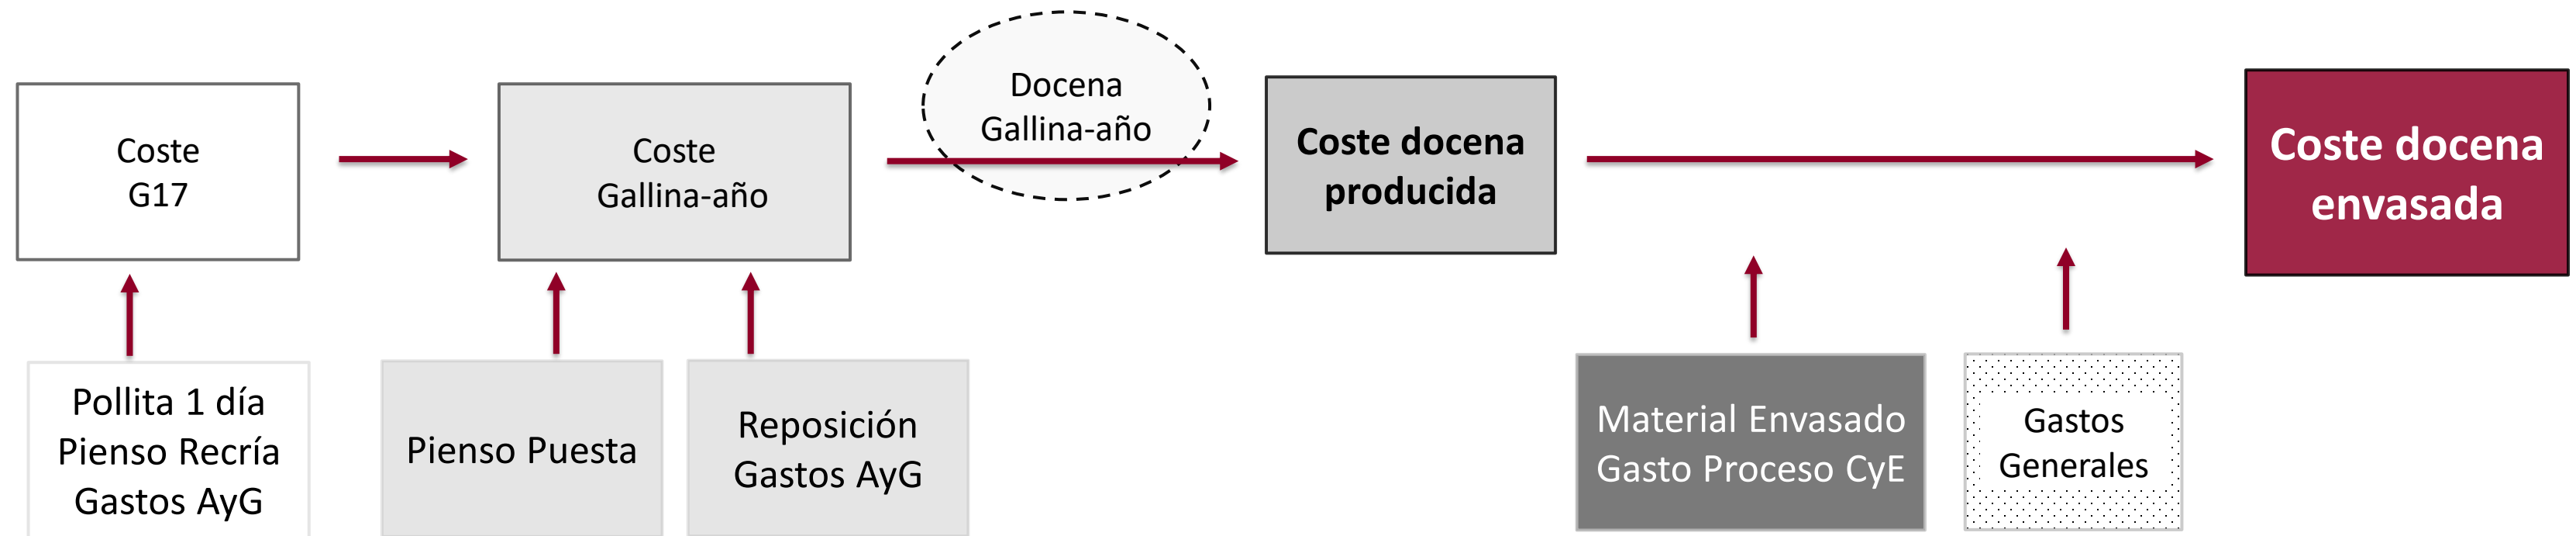 Coste
G17
Coste
Gallina-año
Docena
Gallina-año
Coste docena
producida
Coste docena
envasada
Pollita 1 día
Pienso Recría
Gastos AyG
Pienso Puesta
Reposición
Gastos AyG
Material Envasado
Gasto Proceso CyE
Gastos
Generales